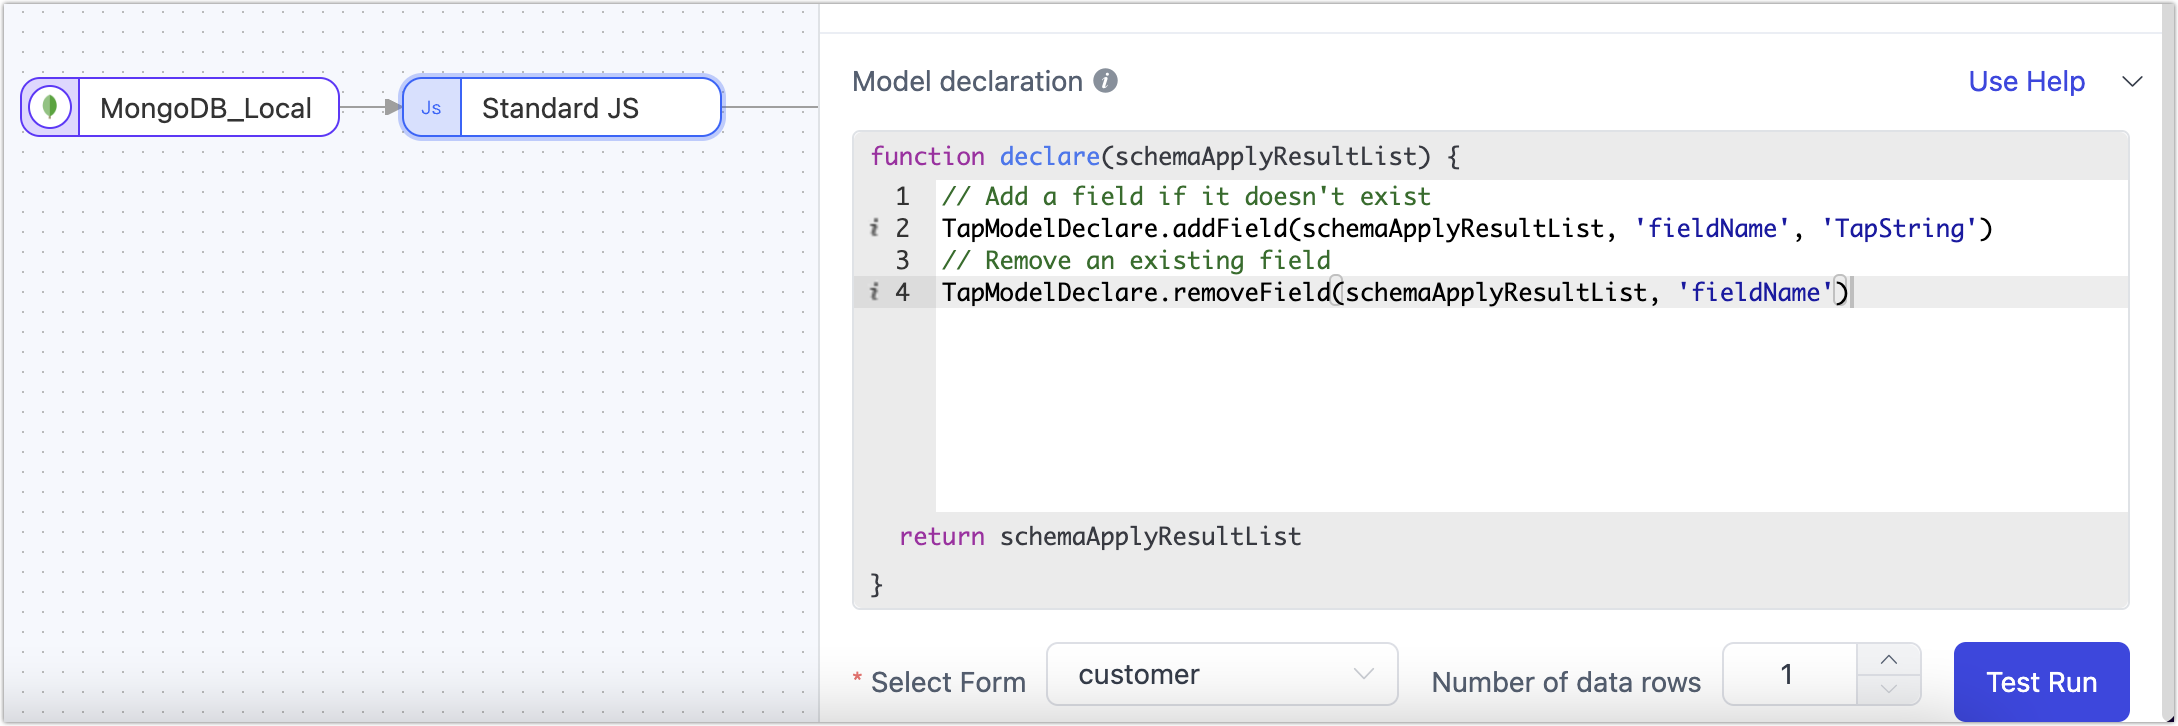 MongoDB_Local
Js Standard JS
Model declaration i
Use Help
function declare(schemaApplyResultList) {
1 // Add a field if it doesn't exist
i 2 TapModelDeclare.addField(schemaApplyResultList, 'fieldName', 'TapString')
3 // Remove an existing field
i 4 TapModelDeclare.removeField(schemaApplyResultList, 'fieldName')
return schemaApplyResultList
}
* Select Form customer Number of data rows 1 Test Run